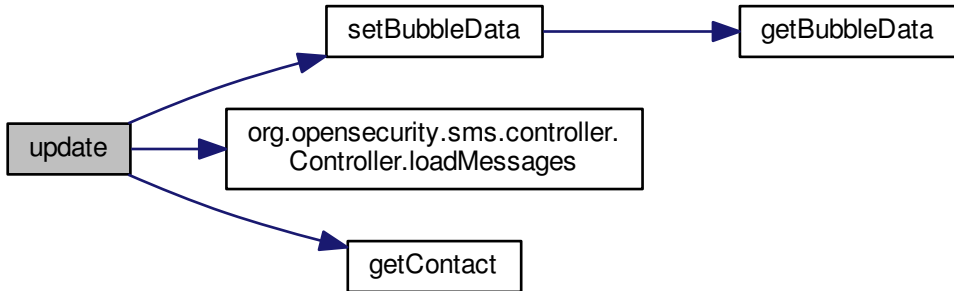 setBubbleData
getBubbleData
update
org.opensecurity.sms.controller.
Controller.loadMessages
getContact